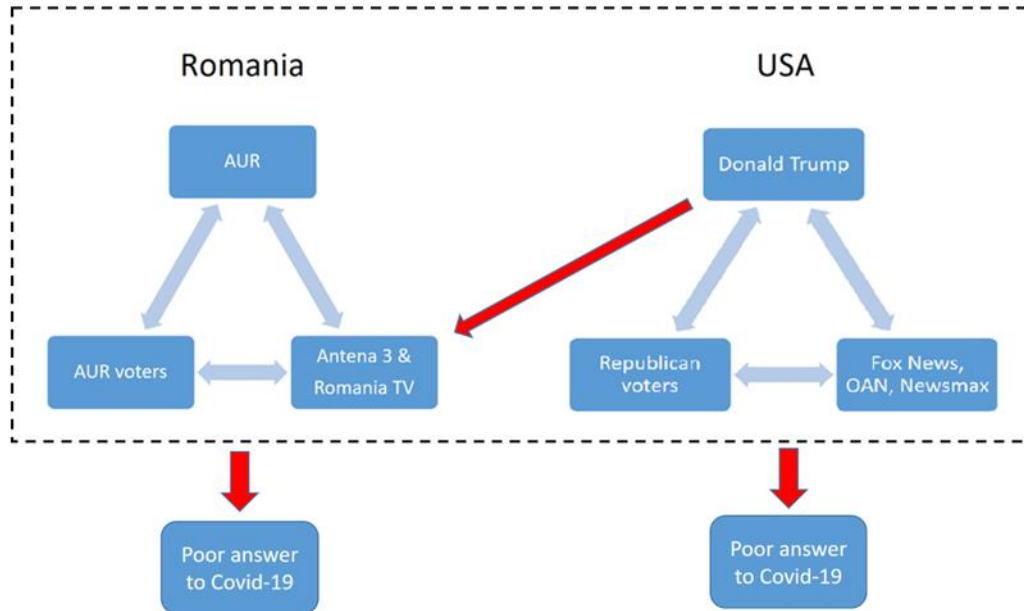 Romania
USA
AUR
Donald Trump
AUR voters
Antena 3 &
Romania TV
Republican
voters
Fox News,
OAN, Newsmax
Poor answer
to Covid-19
Poor answer
to Covid-19